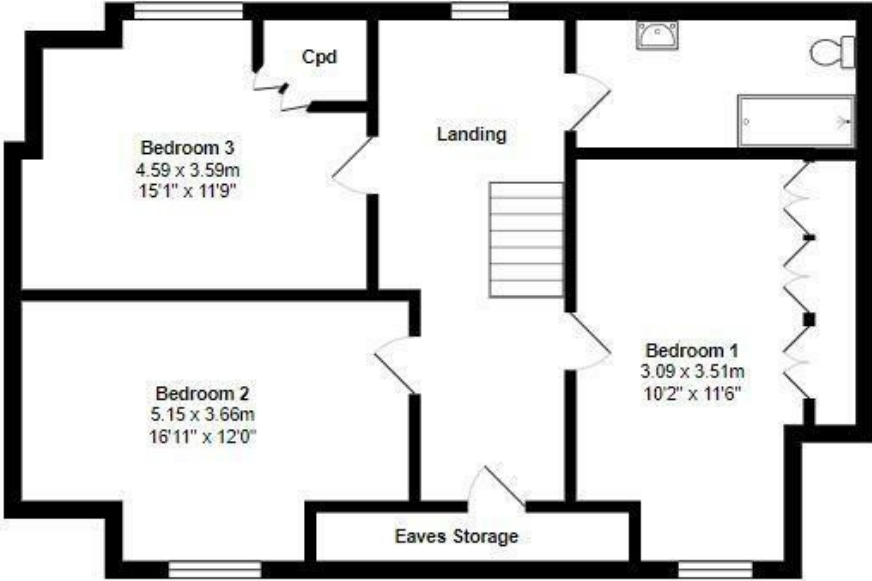 Cpd
Landing
Bedroom 3
4.59 x 3.59m
15'1" x 11'9"
Bedroom 1
3.09 x 3.51m
10'2" x 11'6"
Bedroom 2
5.15 x 3.66m
16'11" x 12'0"
Eaves Storage